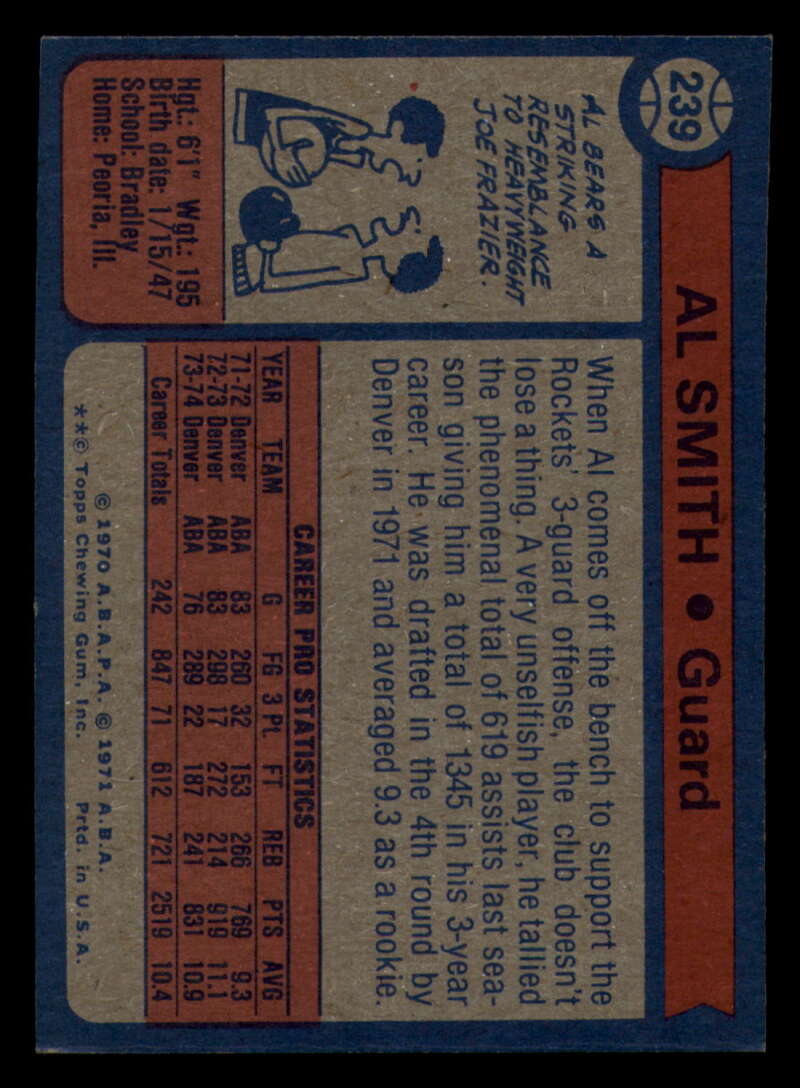 239
AL SMITH • Guard
AL BEARS A
STRIKING
RESEMBLANCE
TO HEAVYWEIGHT
JOE FRAZIER.
Hgt: 6'1" Wgt.: 195
Birth date: 1/15/47
School: Bradley
Home: Peoria, Ill.
When Al comes off the bench to support the
Rockets' 3-guard offense, the club doesn't
lose a thing. A very unselfish player, he tallied
the phenomenal total of 619 assists last sea-
son giving him a total of 1345 in his 3-year
career. He was drafted in the 4th round by
Denver in 1971 and averaged 9.3 as a rookie.
CAREER PRO STATISTICS
YEAR TEAM G FG 3 Pt. FT REB PTS AVG
71-72 Denver ABA 83 260 32 153 266 769 9.3
72-73 Denver ABA 83 298 17 272 214 919 11.1
73-74 Denver ABA 76 289 22 187 241 831 10.9
Career Totals 242 847 71 612 721 2519 10.4
© 1970 A.B.A.P.A. © 1971 A.B.A.
**© Topps Chewing Gum, Inc. Prtd. in U.S.A.